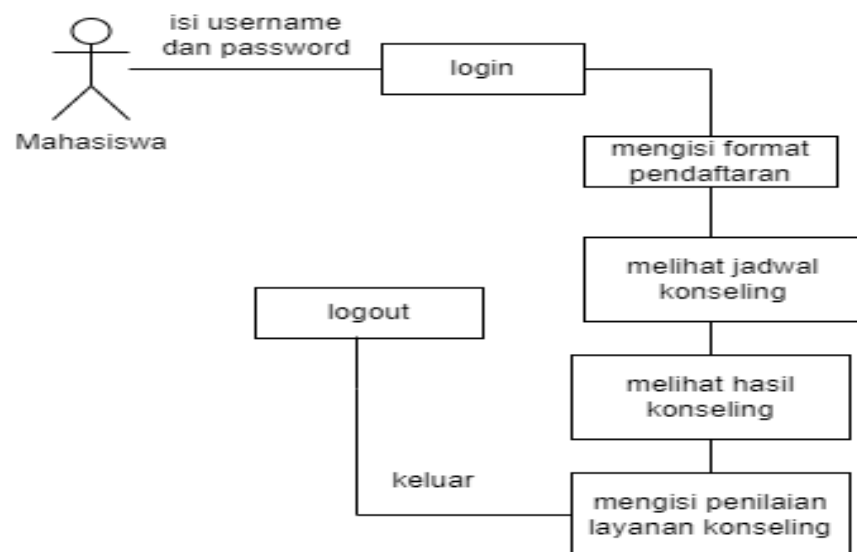 isi username
dan password
login
Mahasiswa
mengisi format
pendaftaran
melihat jadwal
konseling
logout
melihat hasil
konseling
keluar
mengisi penilaian
layanan konseling